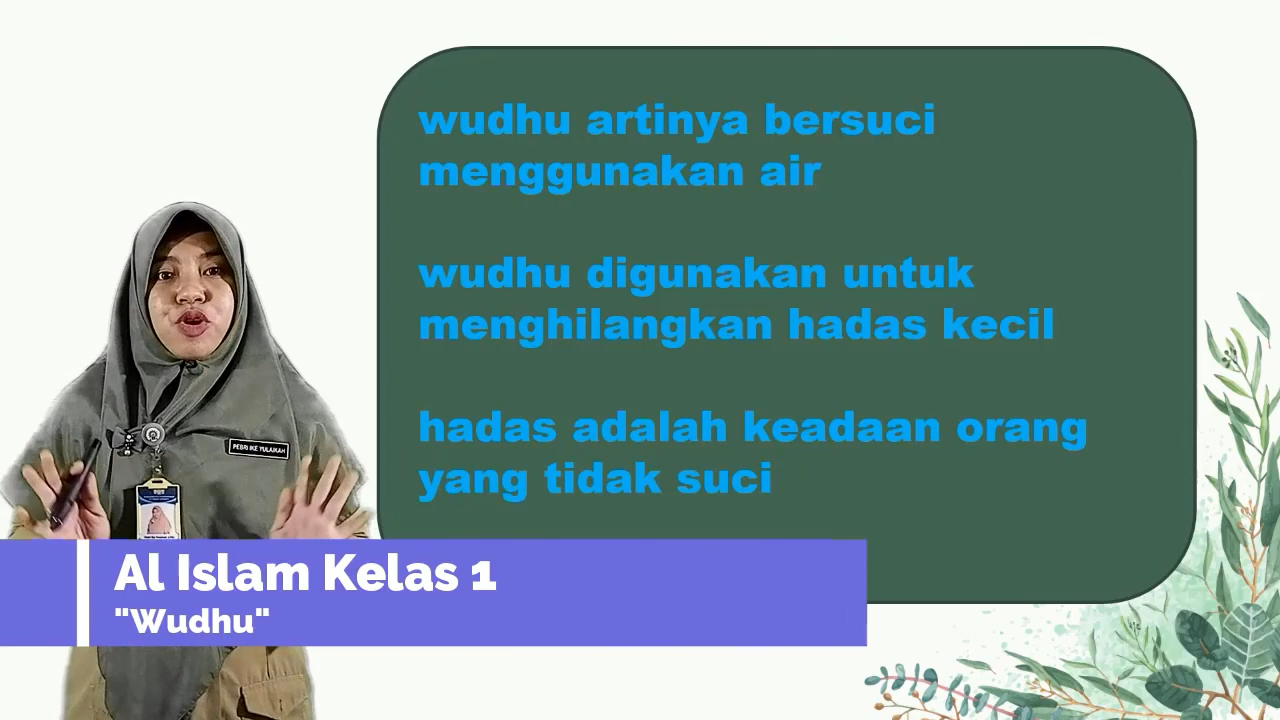 wudhu artinya bersuci
menggunakan air
wudhu digunakan untuk
menghilangkan hadas kecil
hadas adalah keadaan orang
yang tidak suci
PEBRI IKE YULAIKAH
Al Islam Kelas 1
"Wudhu"